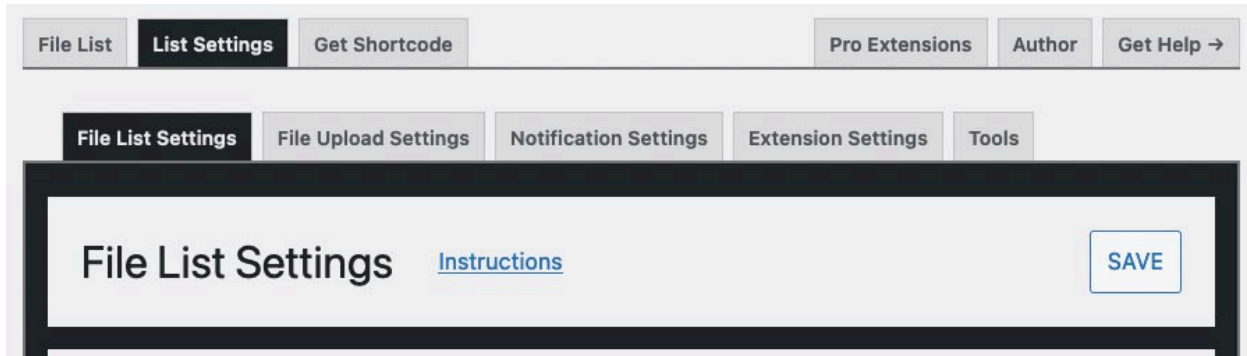 File List List Settings Get Shortcode Pro Extensions Author Get Help →
File List Settings File Upload Settings Notification Settings Extension Settings Tools
File List Settings Instructions SAVE